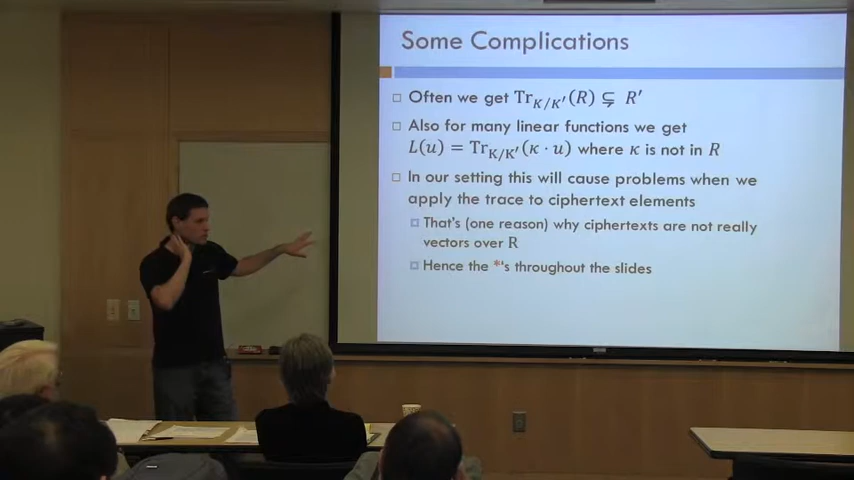 Some Complications
Often we get Tr_{K/K′}(R) ⊊ R′
Also for many linear functions we get
L(u) = Tr_{K/K′}(κ · u) where κ is not in R
In our setting this will cause problems when we
apply the trace to ciphertext elements
That's (one reason) why ciphertexts are not really
vectors over R
Hence the *'s throughout the slides